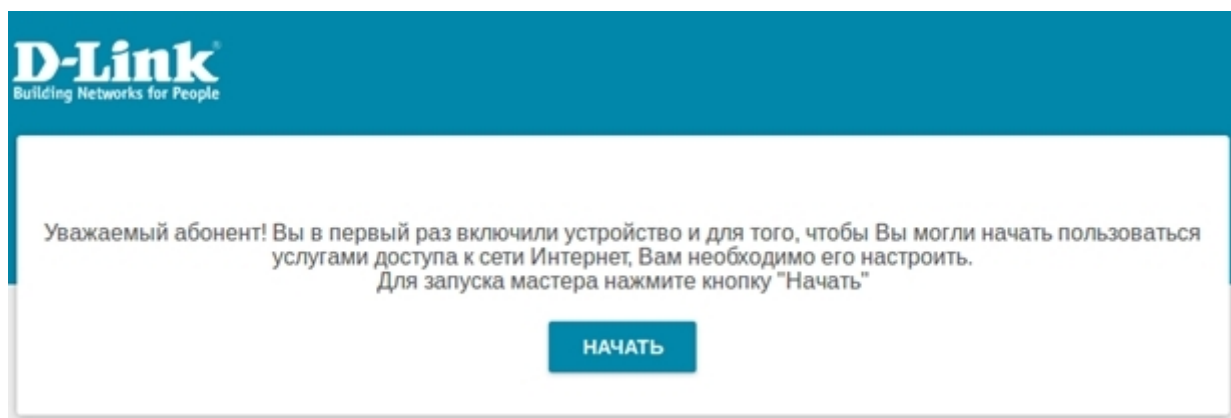 D-Link
Building Networks for People
Уважаемый абонент! Вы в первый раз включили устройство и для того, чтобы Вы могли начать пользоваться
услугами доступа к сети Интернет, Вам необходимо его настроить.
Для запуска мастера нажмите кнопку "Начать"
НАЧАТЬ